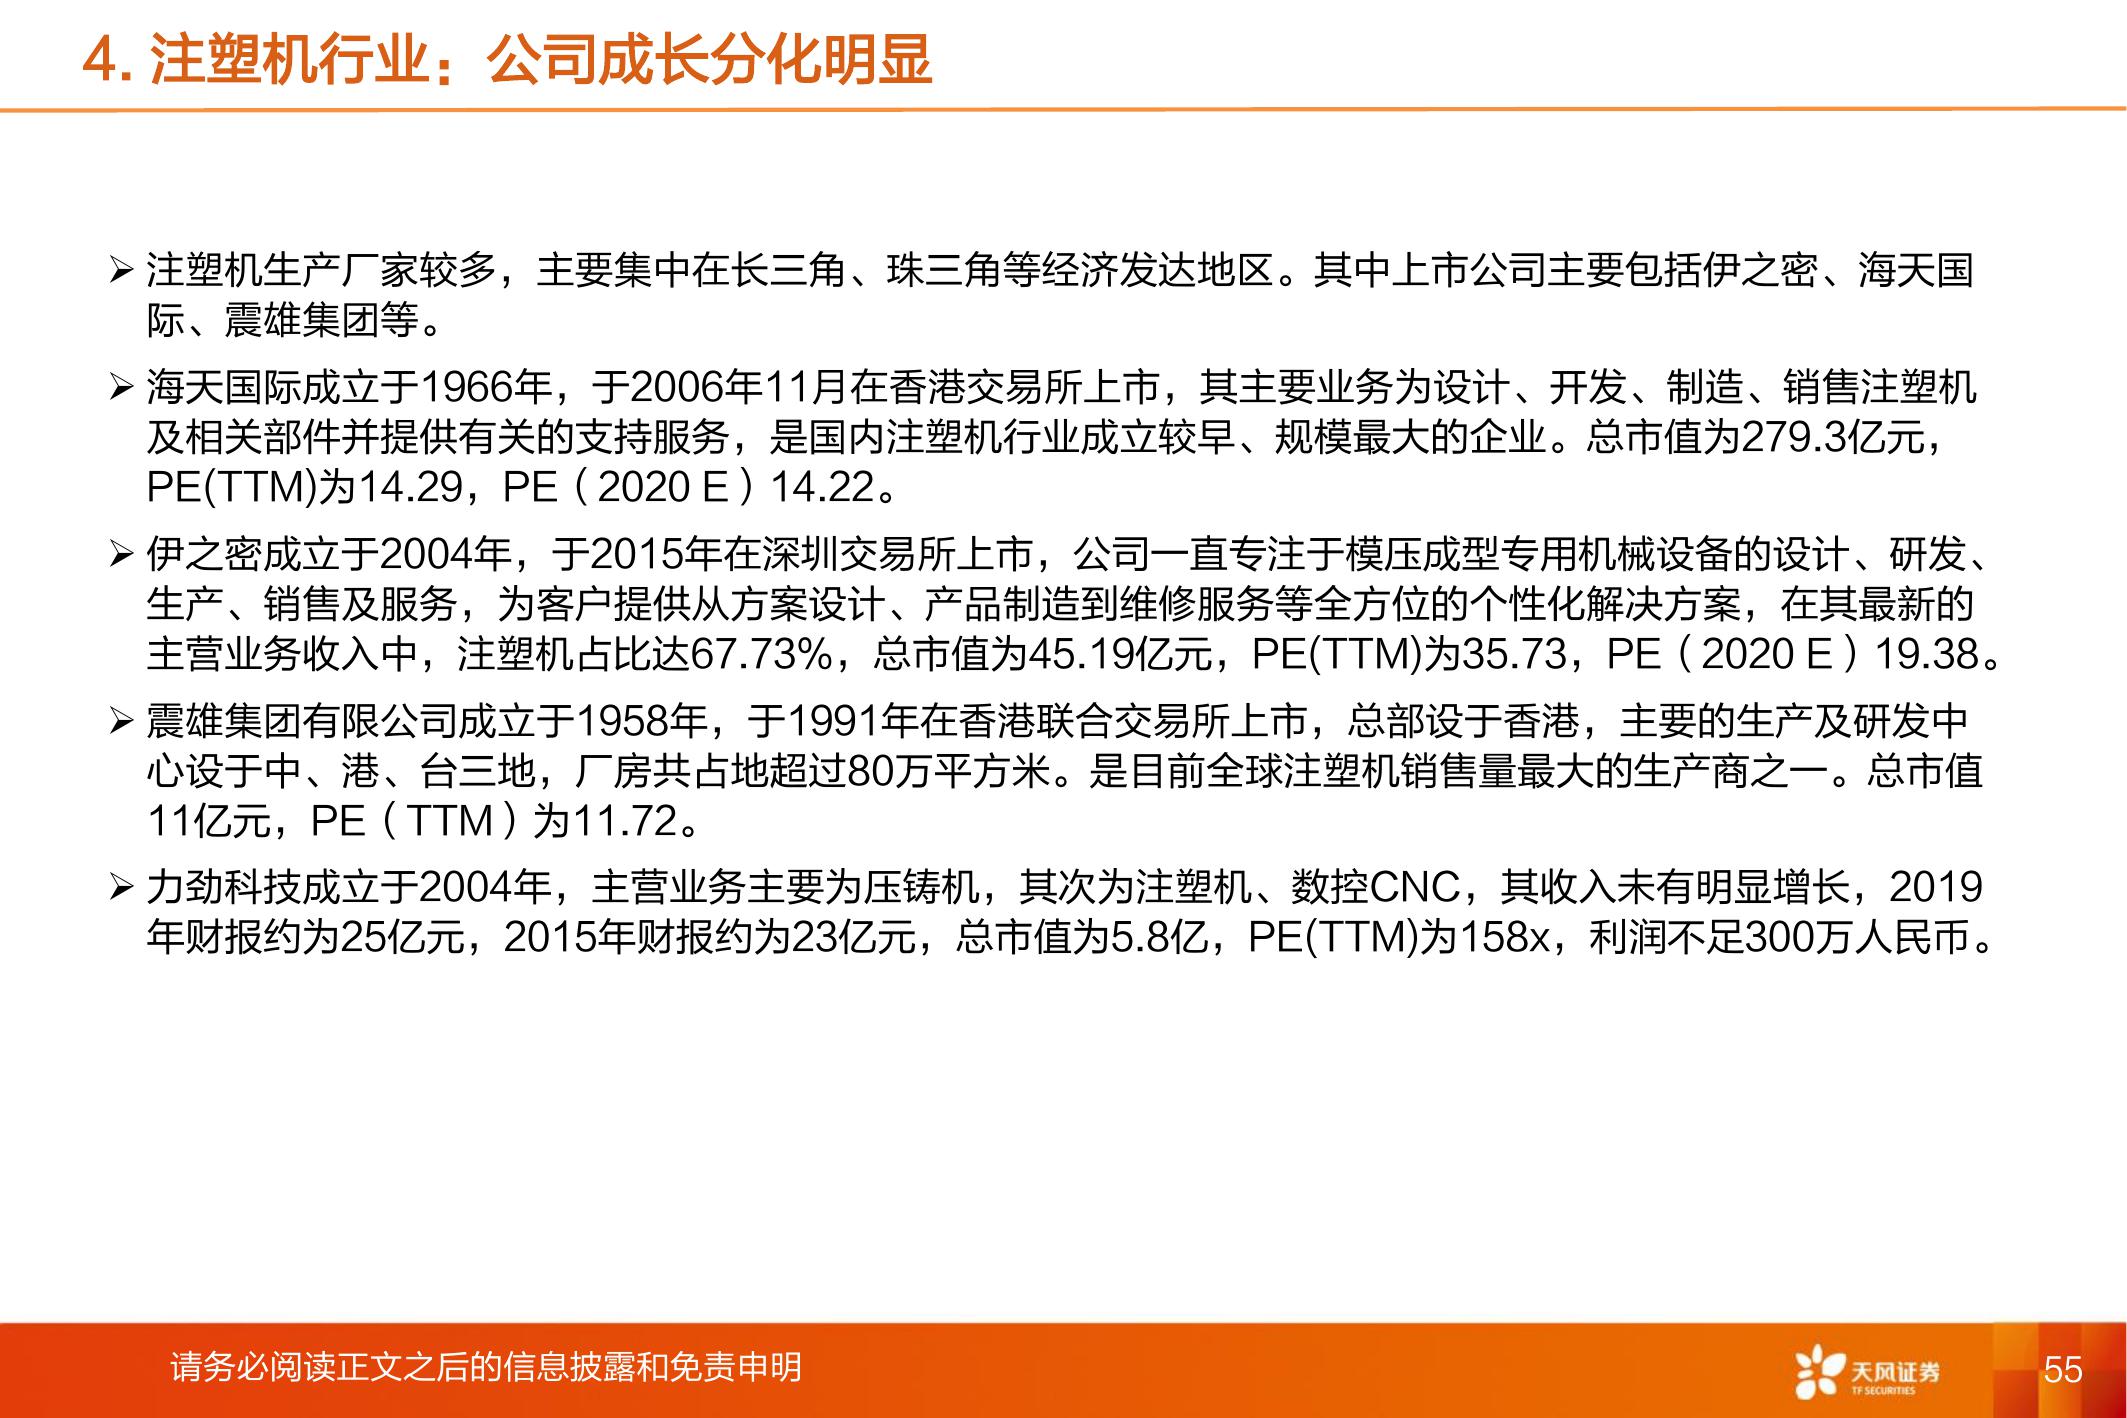 4. 注塑机行业：公司成长分化明显
➢ 注塑机生产厂家较多，主要集中在长三角、珠三角等经济发达地区。其中上市公司主要包括伊之密、海天国
际、震雄集团等。
➢ 海天国际成立于1966年，于2006年11月在香港交易所上市，其主要业务为设计、开发、制造、销售注塑机
及相关部件并提供有关的支持服务，是国内注塑机行业成立较早、规模最大的企业。总市值为279.3亿元，
PE(TTM)为14.29，PE（2020 E）14.22。
➢ 伊之密成立于2004年，于2015年在深圳交易所上市，公司一直专注于模压成型专用机械设备的设计、研发、
生产、销售及服务，为客户提供从方案设计、产品制造到维修服务等全方位的个性化解决方案，在其最新的
主营业务收入中，注塑机占比达67.73%，总市值为45.19亿元，PE(TTM)为35.73，PE（2020 E）19.38。
➢ 震雄集团有限公司成立于1958年，于1991年在香港联合交易所上市，总部设于香港，主要的生产及研发中
心设于中、港、台三地，厂房共占地超过80万平方米。是目前全球注塑机销售量最大的生产商之一。总市值
11亿元，PE（TTM）为11.72。
➢ 力劲科技成立于2004年，主营业务主要为压铸机，其次为注塑机、数控CNC，其收入未有明显增长，2019
年财报约为25亿元，2015年财报约为23亿元，总市值为5.8亿，PE(TTM)为158x，利润不足300万人民币。
请务必阅读正文之后的信息披露和免责申明
天风证券
TF SECURITIES
55